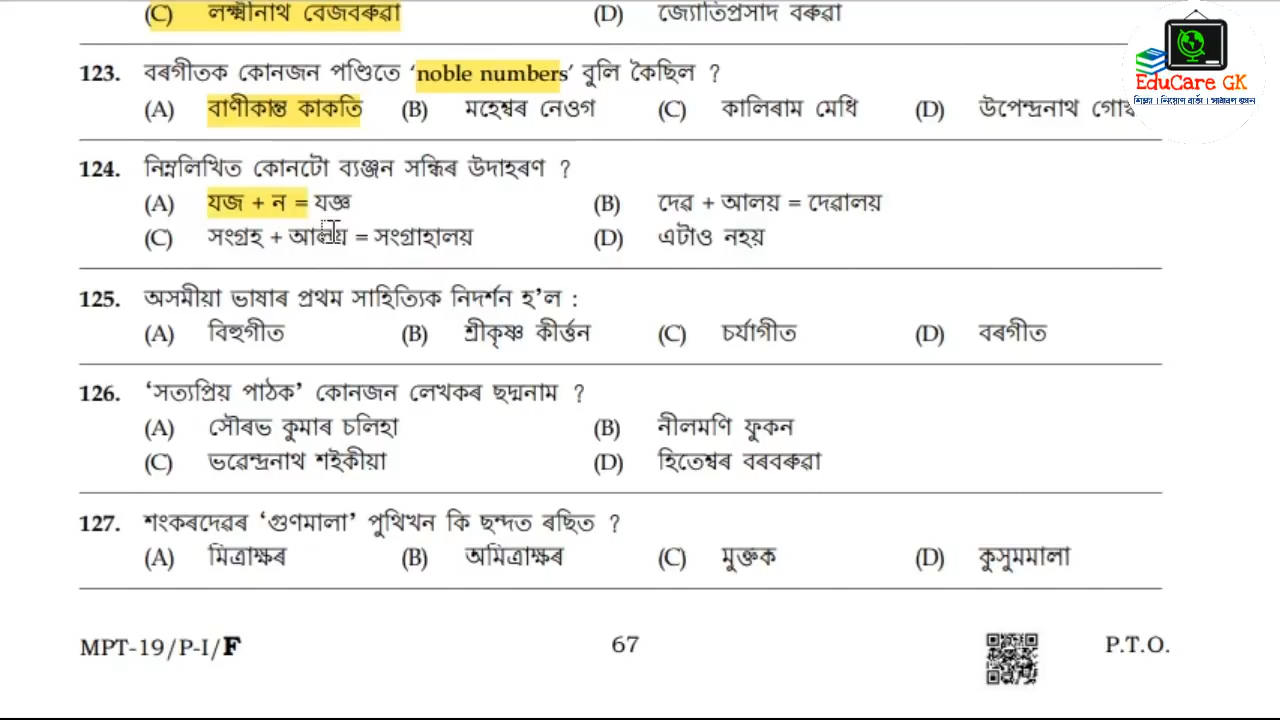 (C) লক্ষ্মীনাথ বেজবৰুৱা (D) জ্যোতিপ্ৰসাদ বৰুৱা
123. বৰগীতক কোনজন পণ্ডিতে ‘noble numbers’ বুলি কৈছিল ?
(A) বাণীকান্ত কাকতি (B) মহেশ্বৰ নেওগ (C) কালিৰাম মেধি (D) উপেন্দ্ৰনাথ
EduCare GK
124. নিম্নলিখিত কোনটো ব্যঞ্জন সন্ধিৰ উদাহৰণ ?
(A) যজ + ন = যজ্ঞ (B) দেৱ + আলয় = দেৱালয়
(C) সংগ্ৰহ + আলয় = সংগ্ৰাহালয় (D) এটাও নহয়
125. অসমীয়া ভাষাৰ প্ৰথম সাহিত্যিক নিদৰ্শন হ’ল :
(A) বিহুগীত (B) শ্ৰীকৃষ্ণ কীৰ্ত্তন (C) চৰ্যাগীত (D) বৰগীত
126. ‘সত্যপ্ৰিয় পাঠক’ কোনজন লেখকৰ ছদ্মনাম ?
(A) সৌৰভ কুমাৰ চলিহা (B) নীলমণি ফুকন
(C) ভৱেন্দ্ৰনাথ শইকীয়া (D) হিতেশ্বৰ বৰবৰুৱা
127. শংকৰদেৱৰ ‘গুণমালা’ পুথিখন কি ছন্দত ৰছিত ?
(A) মিত্ৰাক্ষৰ (B) অমিত্ৰাক্ষৰ (C) মুক্তক (D) কুসুমমালা
MPT-19/P-I/F 67 P.T.O.